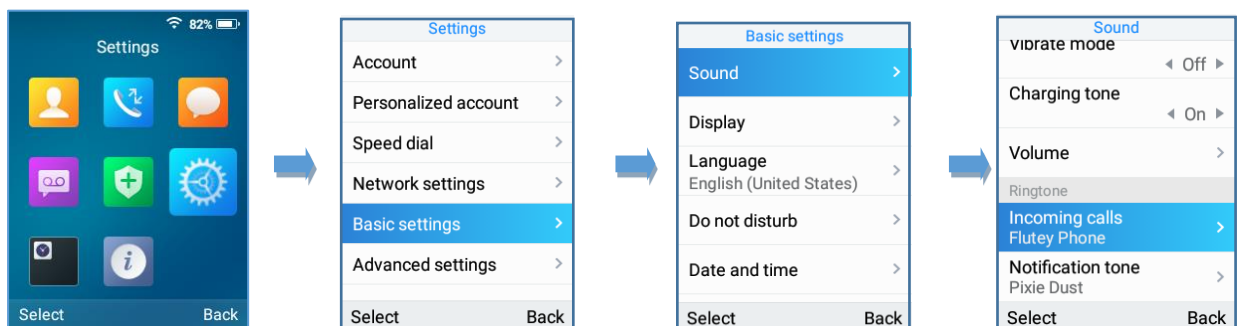 82%
Settings
Select Back
Settings
Account
Personalized account
Speed dial
Network settings
Basic settings
Advanced settings
Select Back
Basic settings
Sound
Display
Language
English (United States)
Do not disturb
Date and time
Select Back
Sound
Vibrate mode
Off
Charging tone
On
Volume
Ringtone
Incoming calls
Flutey Phone
Notification tone
Pixie Dust
Select Back